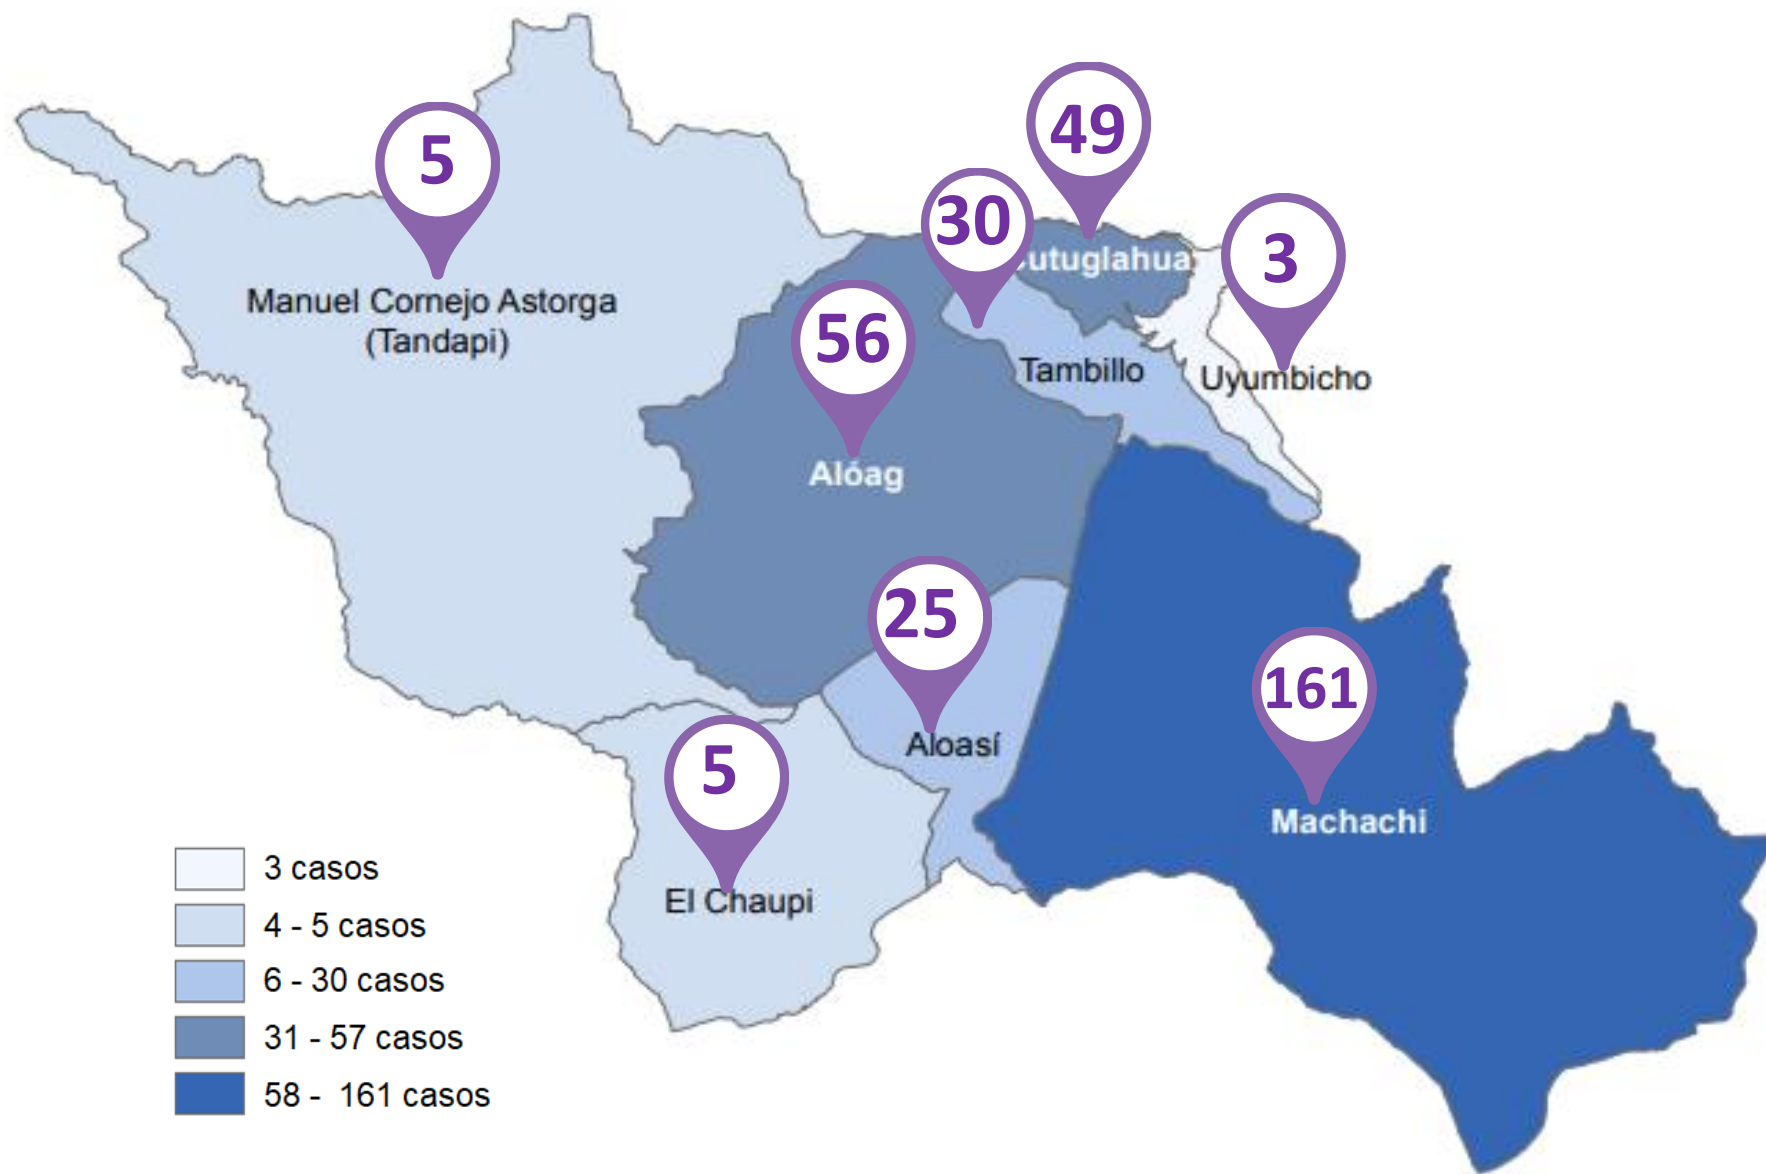 49
5
30
3
Cutuglahua
Manuel Cornejo Astorga
(Tandapi)
56
Tambillo
Uyumbicho
Alóag
25
161
Aloasí
5
Machachi
El Chaupi
3 casos
4 - 5 casos
6 - 30 casos
31 - 57 casos
58 - 161 casos